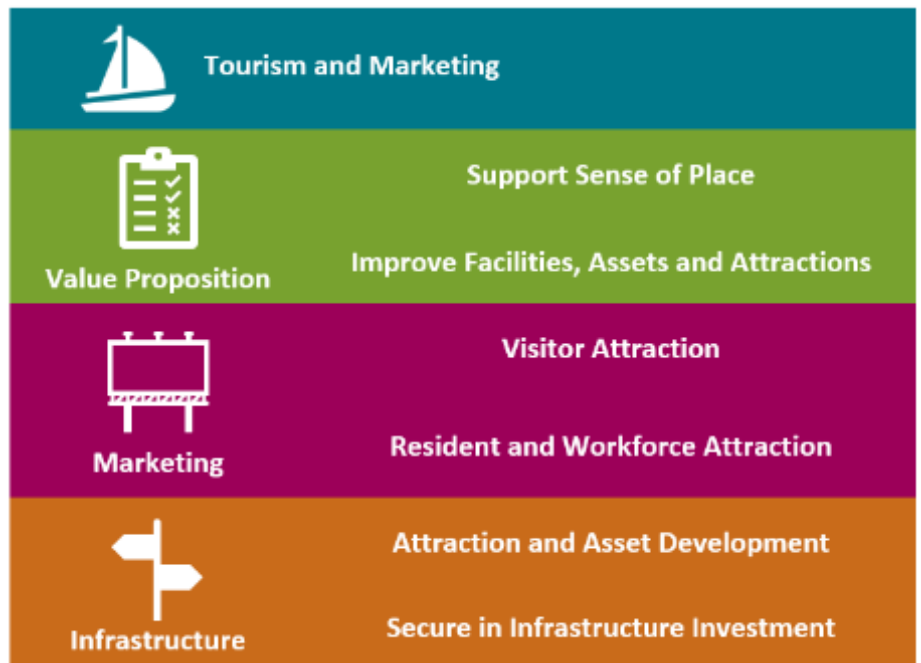 Tourism and Marketing
Support Sense of Place
Improve Facilities, Assets and Attractions
Value Proposition
Visitor Attraction
Resident and Workforce Attraction
Marketing
Attraction and Asset Development
Secure in Infrastructure Investment
Infrastructure